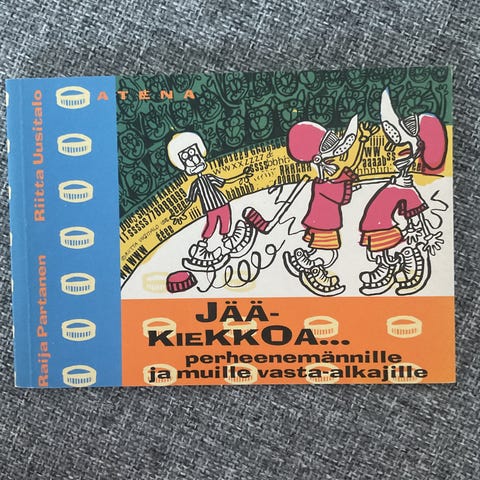 Raija Partanen Riitta Uusitalo
ATENA
JÄÄ-
KIEKKOA...
perheenemännille
ja muille vasta-alkajille